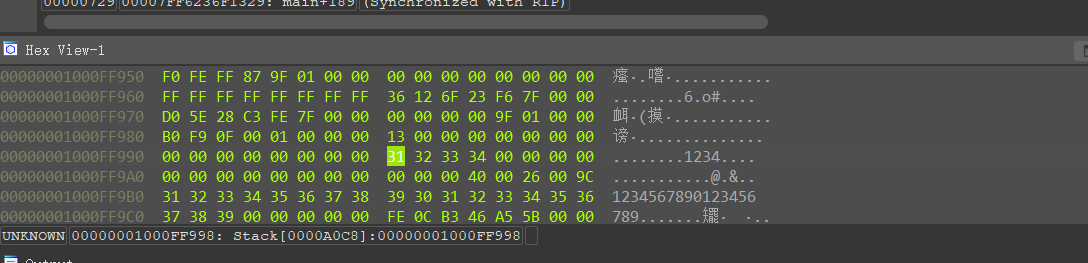 00000729 00007FF6236F1329: main+189 (Synchronized with RIP)
Hex View-1
00000001000FF950 F0 FE FF 87 9F 01 00 00 00 00 00 00 00 00 00 00 瘙..嚐............
00000001000FF960 FF FF FF FF FF FF FF FF 36 12 6F 23 F6 7F 00 00 ........6.o#....
00000001000FF970 D0 5E 28 C3 FE 7F 00 00 00 00 00 00 9F 01 00 00 衈.(摸............
00000001000FF980 B0 F9 0F 00 01 00 00 00 13 00 00 00 00 00 00 00 谤..............
00000001000FF990 00 00 00 00 00 00 00 00 31 32 33 34 00 00 00 00 ........1234....
00000001000FF9A0 00 00 00 00 00 00 00 00 00 00 00 40 00 26 00 9C ...........@.&..
00000001000FF9B0 31 32 33 34 35 36 37 38 39 30 31 32 33 34 35 36 1234567890123456
00000001000FF9C0 37 38 39 00 00 00 00 00 FE 0C B3 46 A5 5B 00 00 789.......
UNKNOWN 00000001000FF998: Stack[0000A0C8]:00000001000FF998
Output